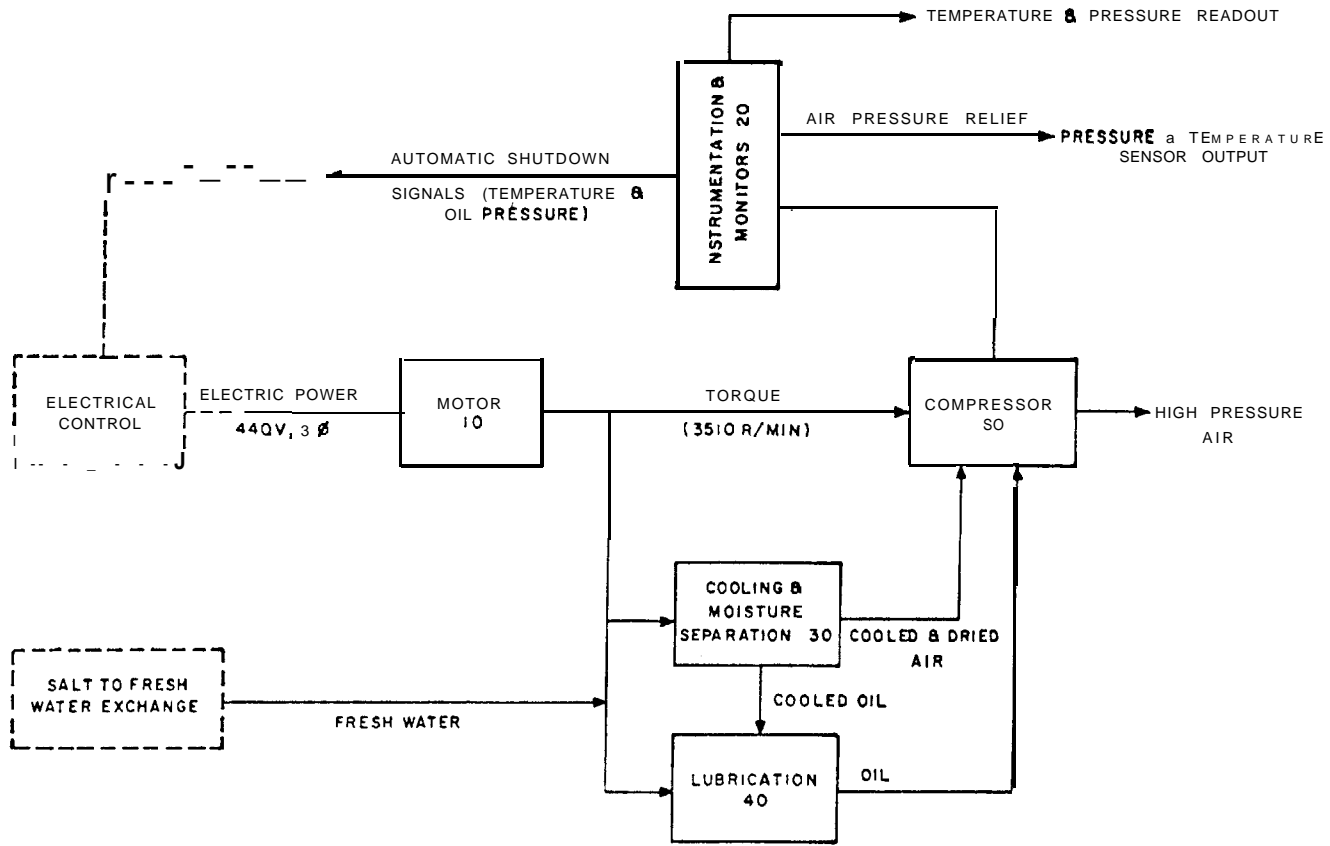 TEMPERATURE & PRESSURE READOUT
NSTRUMENTATION &
MONITORS 20
AIR PRESSURE RELIEF
PRESSURE a TEMPERATURE
SENSOR OUTPUT
AUTOMATIC SHUTDOWN
SIGNALS (TEMPERATURE &
OIL PRESSURE)
ELECTRICAL
CONTROL
ELECTRIC POWER
440V, 3 Ø
MOTOR
10
TORQUE
(3510 R/MIN)
COMPRESSOR
SO
HIGH PRESSURE
AIR
COOLING &
MOISTURE
SEPARATION 30
COOLED & DRIED
AIR
SALT TO FRESH
WATER EXCHANGE
FRESH WATER
COOLED OIL
LUBRICATION
40
OIL